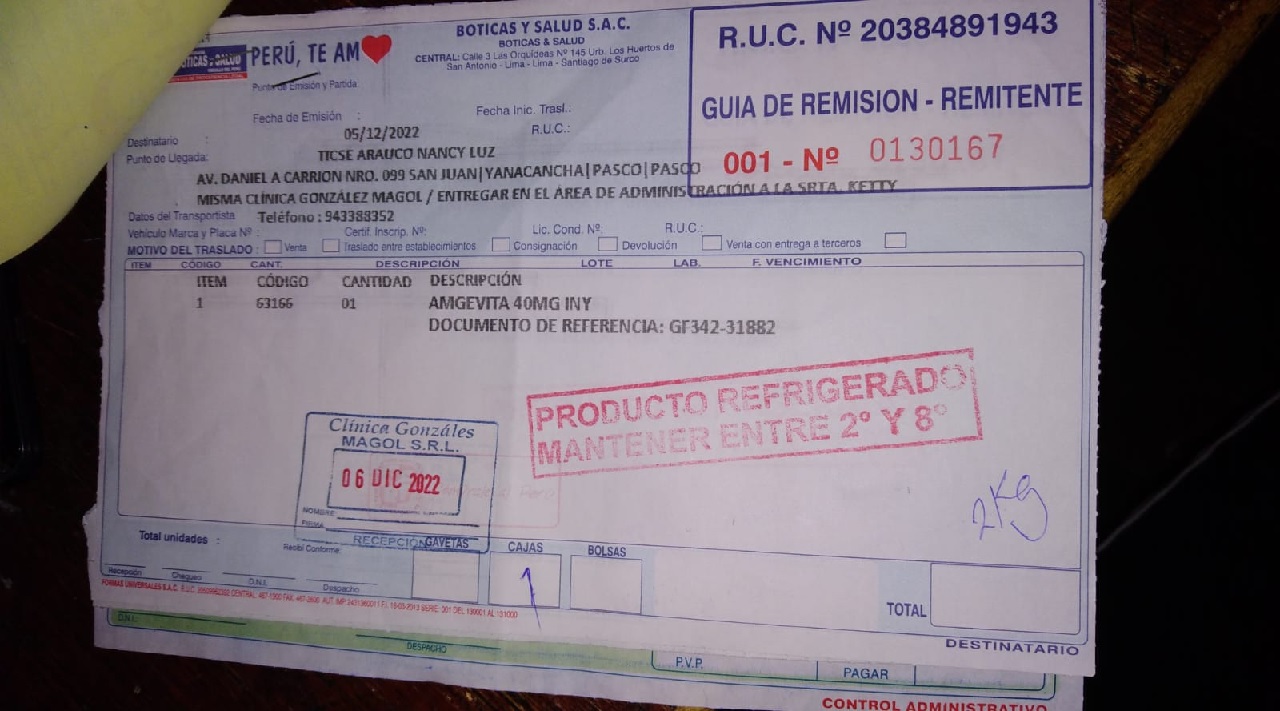 BOTICAS Y SALUD
PERÚ, TE AM
BOTICAS Y SALUD S.A.C.
BOTICAS & SALUD
CENTRAL: Calle 3 Las Orquídeas Nº 145 Urb. Los Huertos de
San Antonio - Lima - Lima - Santiago de Surco
R.U.C. Nº 20384891943
GUIA DE REMISION - REMITENTE
001 - Nº 0130167
Punto de Emisión y Partida
Fecha de Emisión :
05/12/2022
Fecha Inic. Trasl.:
R.U.C.:
Destinatario :
TICSE ARAUCO NANCY LUZ
Punto de Llegada:
AV. DANIEL A CARRION NRO. 099 SAN JUAN|YANACANCHA|PASCO|PASCO
MISMA CLÍNICA GONZÁLEZ MAGOL / ENTREGAR EN EL ÁREA DE ADMINISTRACIÓN A LA SRTA. KETTY
Datos del Transportista
Teléfono : 943388352
Vehículo Marca y Placa Nº :
Certif. Inscrip. Nº:
Lic. Cond. Nº:
R.U.C.:
MOTIVO DEL TRASLADO : Venta Traslado entre establecimientos Consignación Devolución Venta con entrega a terceros
ITEM CÓDIGO CANT. DESCRIPCIÓN LOTE LAB. F. VENCIMIENTO
ITEM CÓDIGO CANTIDAD DESCRIPCIÓN
1 63166 01 AMGEVITA 40MG INY
DOCUMENTO DE REFERENCIA: GF342-31882
PRODUCTO REFRIGERADO
MANTENER ENTRE 2° Y 8°
Clínica Gonzáles
MAGOL S.R.L.
06 DIC 2022
NOMBRE:
FIRMA:
RECEPCIÓN
2Kg
Total unidades :
Recibí Conforme:
GAVETAS
CAJAS
BOLSAS
1
Recepción
Chequeo
D.N.I.
Despacho
TOTAL
DESTINATARIO
D.N.I.:
DESPACHO
P.V.P.
PAGAR
CONTROL ADMINISTRATIVO